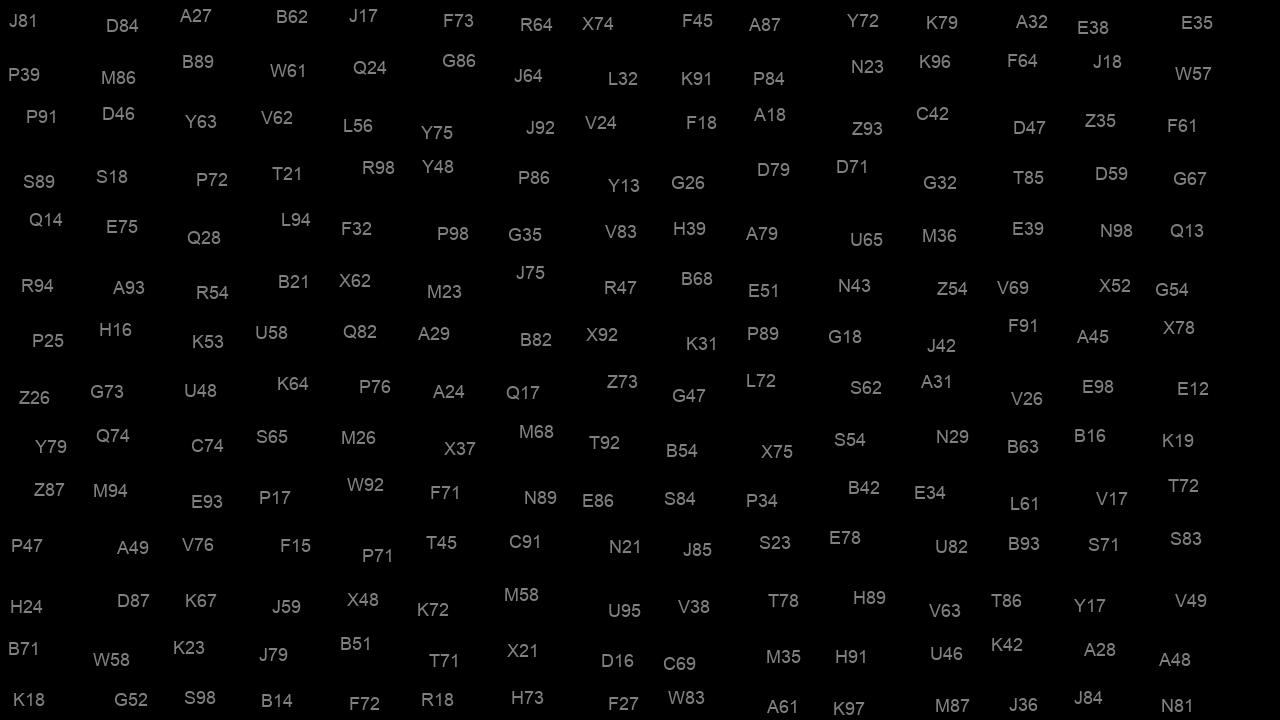 J81 D84 A27 B62 J17 F73 R64 X74 F45 A87 Y72 K79 A32 E38 E35
P39 M86 B89 W61 Q24 G86 J64 L32 K91 P84 N23 K96 F64 J18 W57
P91 D46 Y63 V62 L56 Y75 J92 V24 F18 A18 Z93 C42 D47 Z35 F61
S89 S18 P72 T21 R98 Y48 P86 Y13 G26 D79 D71 G32 T85 D59 G67
Q14 E75 Q28 L94 F32 P98 G35 V83 H39 A79 U65 M36 E39 N98 Q13
R94 A93 R54 B21 X62 M23 J75 R47 B68 E51 N43 Z54 V69 X52 G54
P25 H16 K53 U58 Q82 A29 B82 X92 K31 P89 G18 J42 F91 A45 X78
Z26 G73 U48 K64 P76 A24 Q17 Z73 G47 L72 S62 A31 V26 E98 E12
Y79 Q74 C74 S65 M26 X37 M68 T92 B54 X75 S54 N29 B63 B16 K19
Z87 M94 E93 P17 W92 F71 N89 E86 S84 P34 B42 E34 L61 V17 T72
P47 A49 V76 F15 P71 T45 C91 N21 J85 S23 E78 U82 B93 S71 S83
H24 D87 K67 J59 X48 K72 M58 U95 V38 T78 H89 V63 T86 Y17 V49
B71 W58 K23 J79 B51 T71 X21 D16 C69 M35 H91 U46 K42 A28 A48
K18 G52 S98 B14 F72 R18 H73 F27 W83 A61 K97 M87 J36 J84 N81